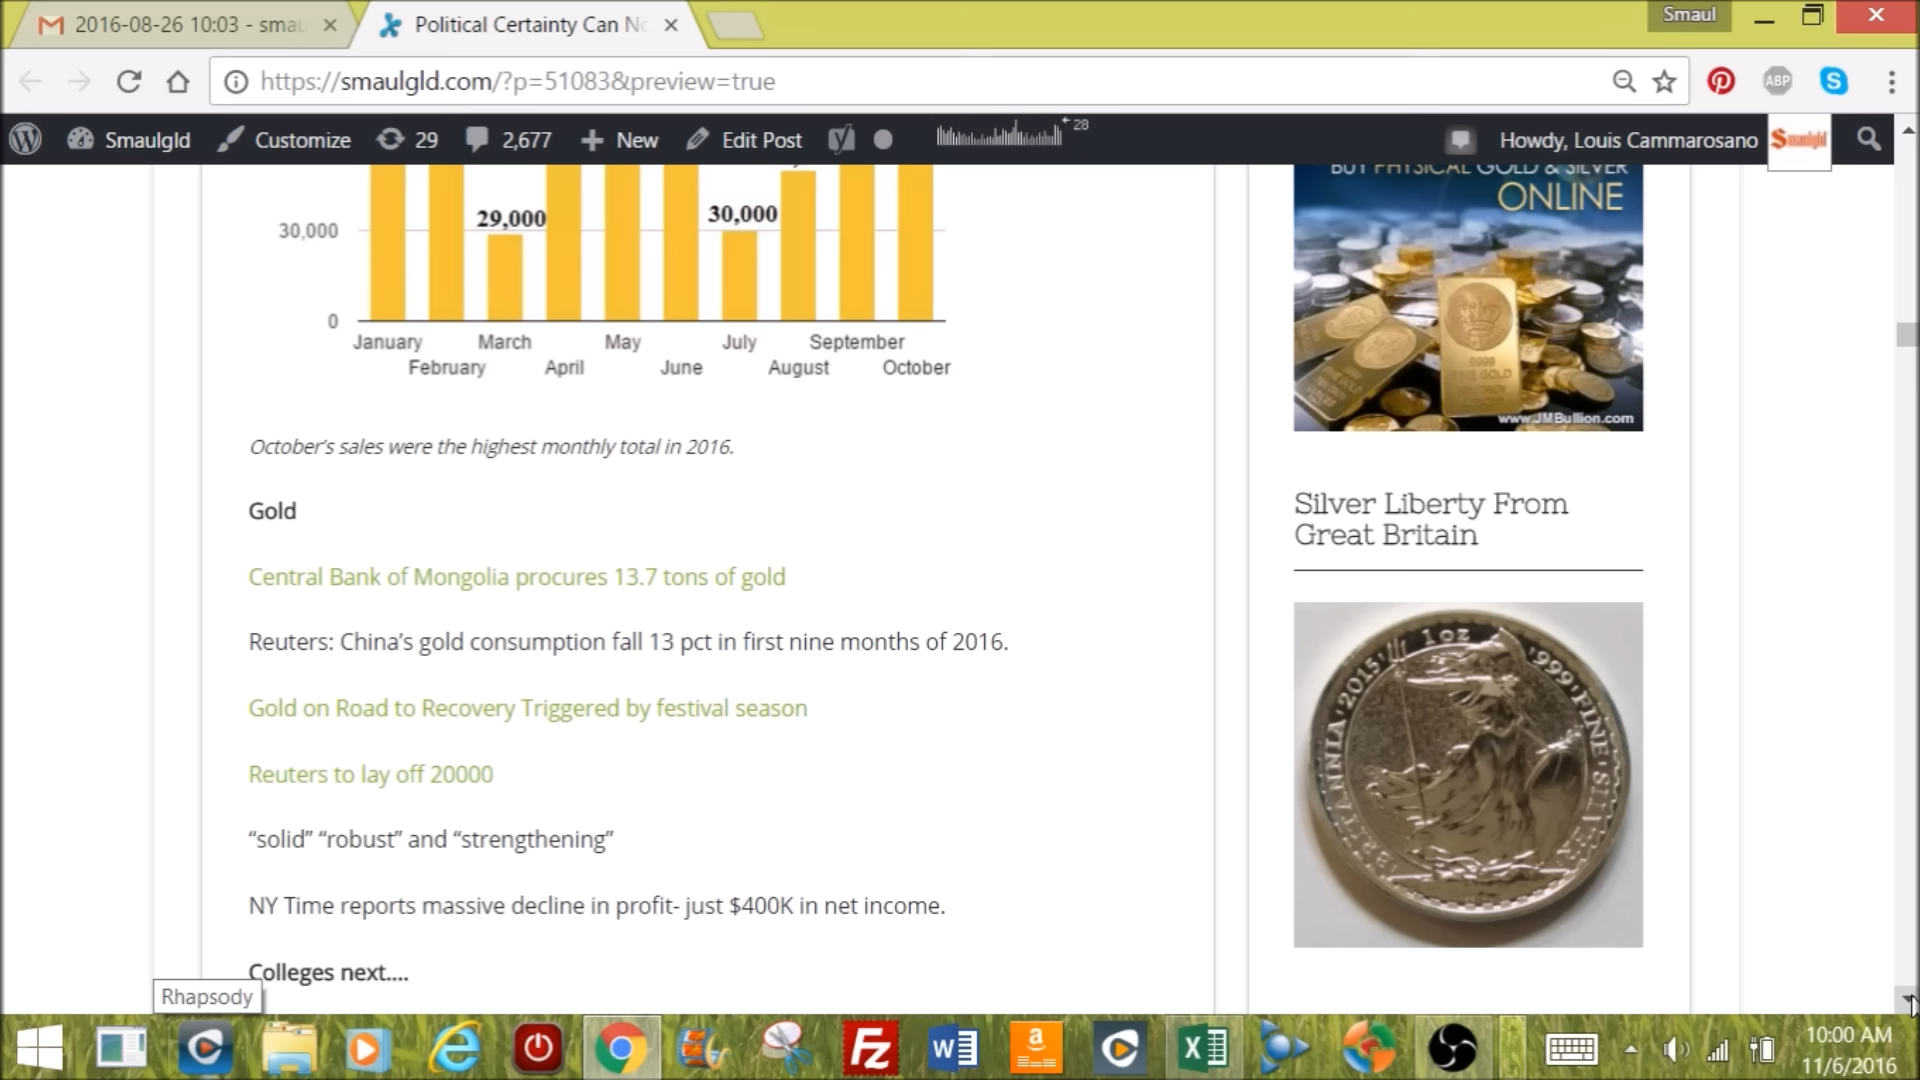 2016-08-26 10:03 - smau
Political Certainty Can No
Smaul
https://smaulgld.com/?p=51083&preview=true
ABP
Smaulgld
Customize
29
2,677
New
Edit Post
28
Howdy, Louis Cammarosano
Smaulgld
29,000
30,000
30,000
0
January
March
May
July
September
February
April
June
August
October
October's sales were the highest monthly total in 2016.
Gold
Central Bank of Mongolia procures 13.7 tons of gold
Reuters: China’s gold consumption fall 13 pct in first nine months of 2016.
Gold on Road to Recovery Triggered by festival season
Reuters to lay off 20000
“solid” “robust” and “strengthening”
NY Time reports massive decline in profit- just $400K in net income.
Colleges next....
BUY PHYSICAL GOLD & SILVER
ONLINE
www.JMBullion.com
Silver Liberty From
Great Britain
BRITANNIA 2015 1 OZ 999 FINE SILVER
Rhapsody
10:00 AM
11/6/2016